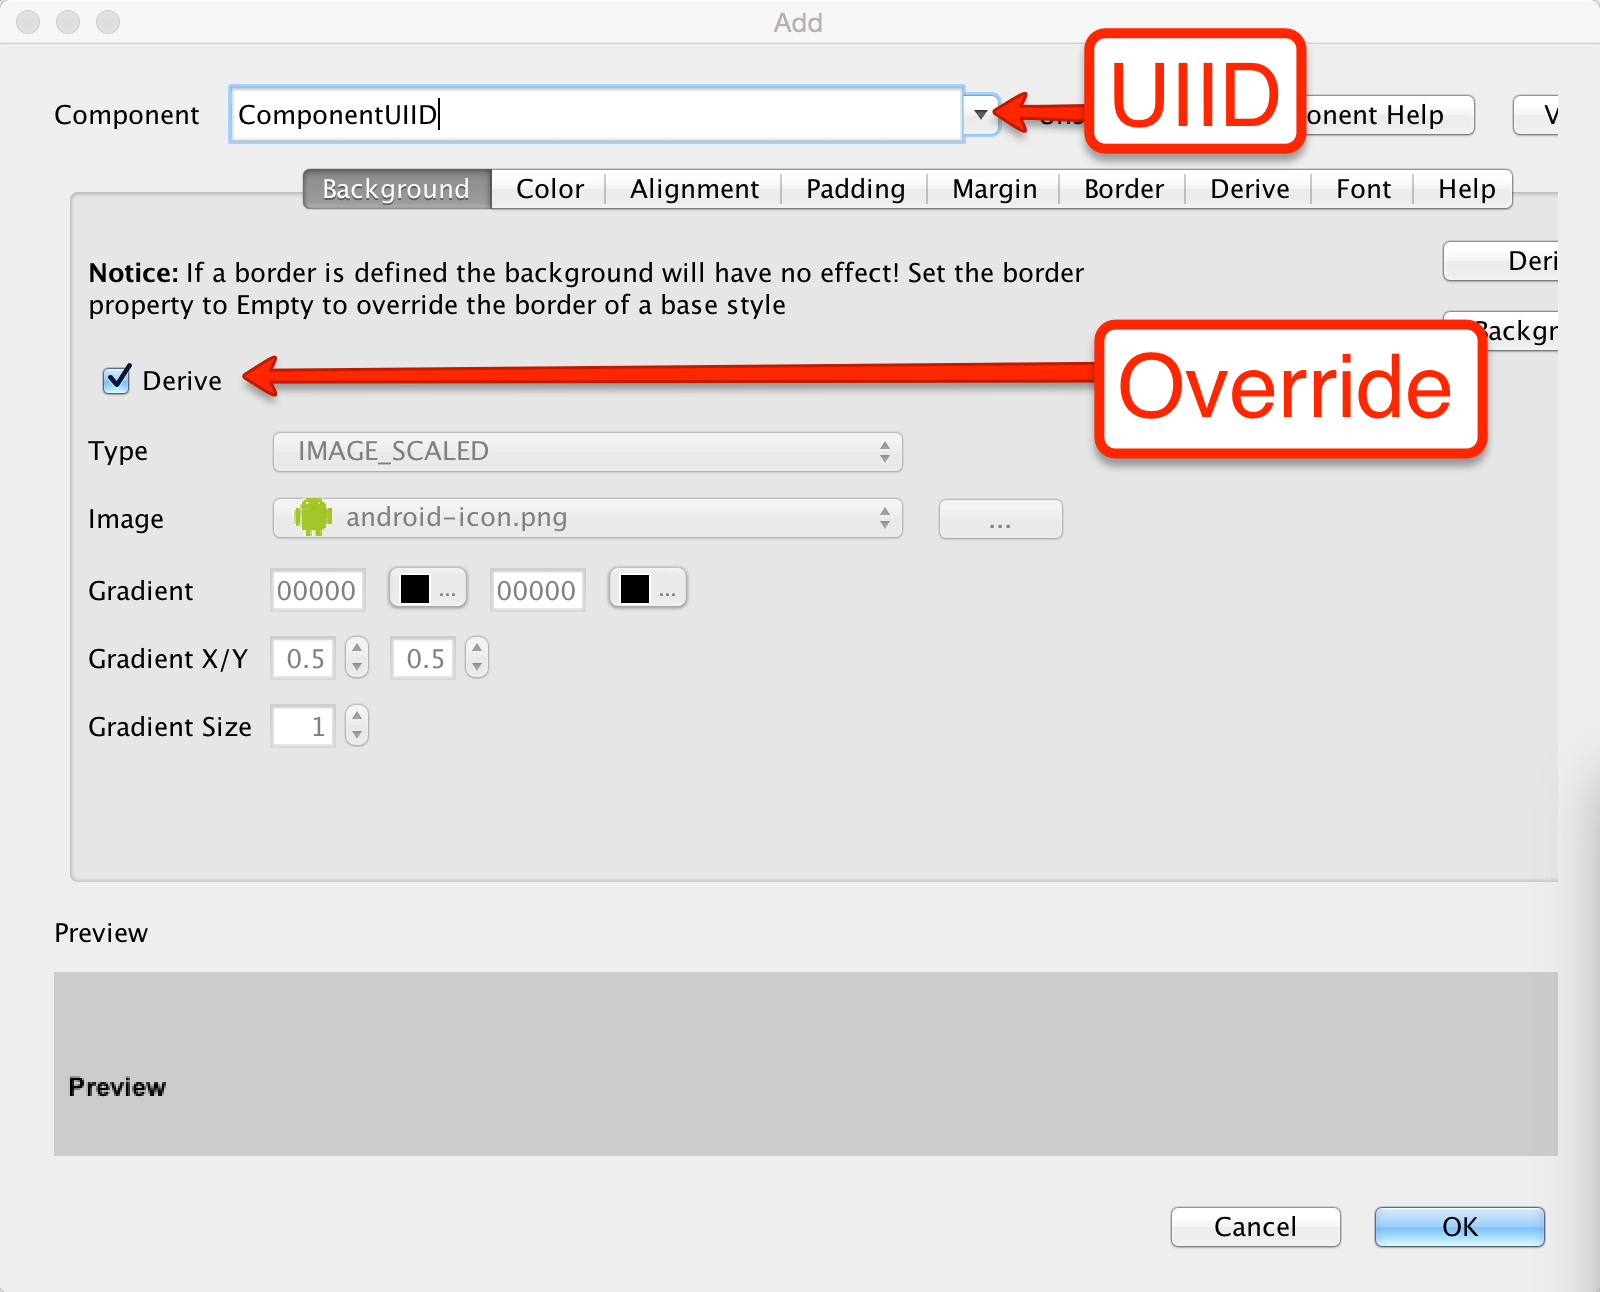 Add
Component ComponentUIID UIID onent Help V
Background Color Alignment Padding Margin Border Derive Font Help
Notice: If a border is defined the background will have no effect! Set the border
property to Empty to override the border of a base style
Deri
Backgr
Derive
Override
Type IMAGE_SCALED
Image android-icon.png ...
Gradient 00000 ... 00000 ...
Gradient X/Y 0.5 0.5
Gradient Size 1
Preview
Preview
Cancel OK